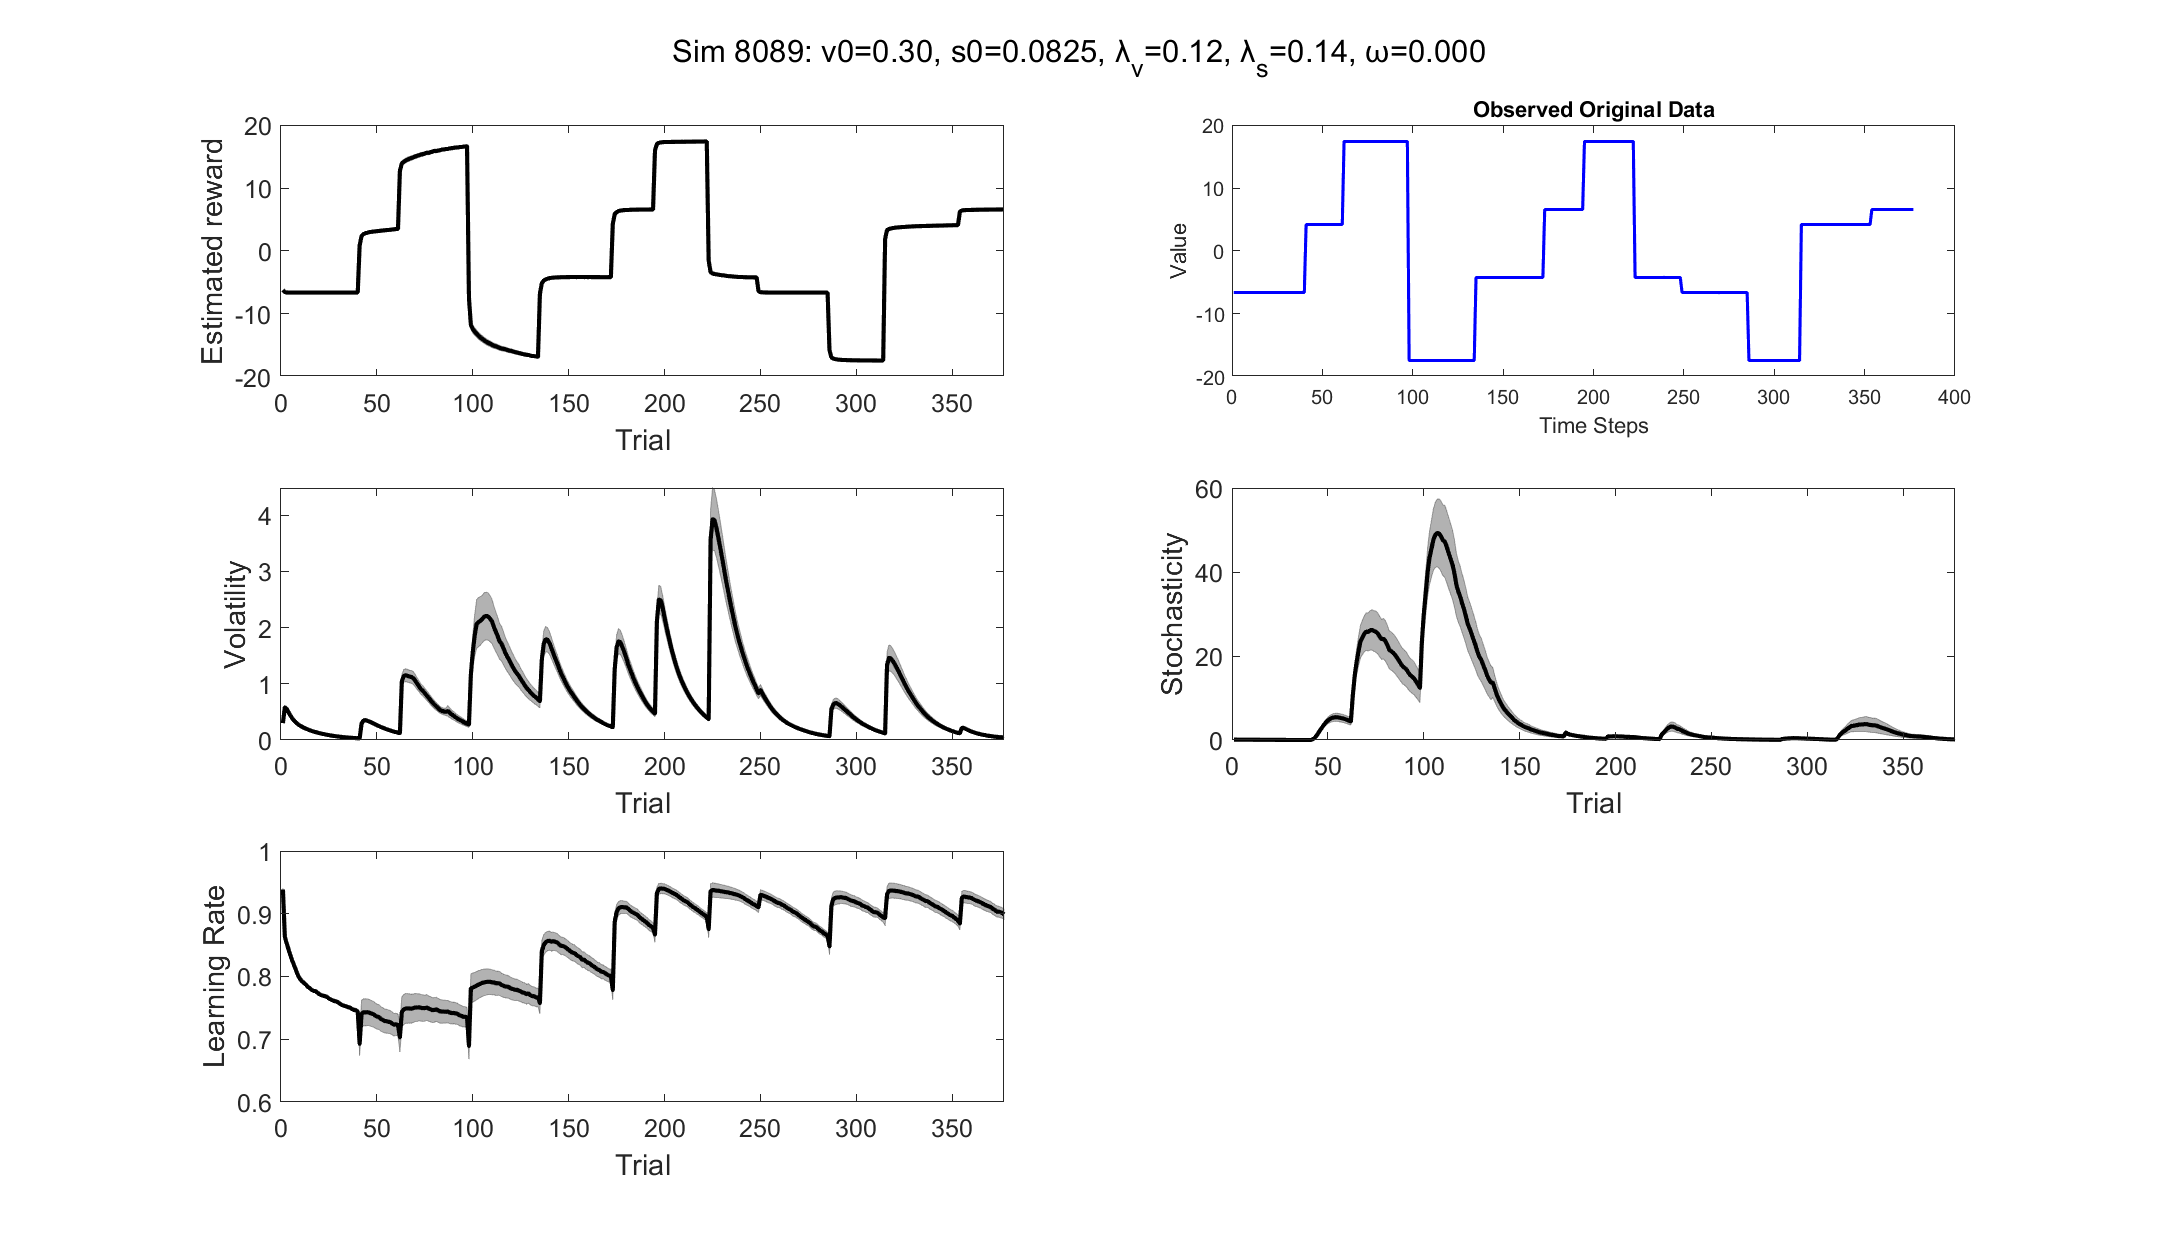 Sim 8089: v0=0.30, s0=0.0825, λv=0.12, λs=0.14, ω=0.000
Estimated reward
20
10
0
-10
-20
0 50 100 150 200 250 300 350
Trial
Observed Original Data
Value
20
10
0
-10
-20
0 50 100 150 200 250 300 350 400
Time Steps
Volatility
4
3
2
1
0
0 50 100 150 200 250 300 350
Trial
Stochasticity
60
40
20
0
0 50 100 150 200 250 300 350
Trial
Learning Rate
1
0.9
0.8
0.7
0.6
0 50 100 150 200 250 300 350
Trial